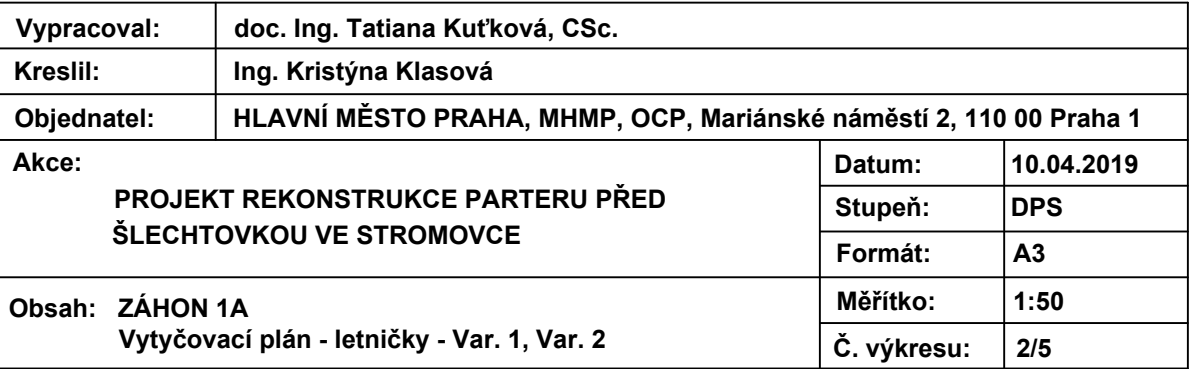 Vypracoval: doc. Ing. Tatiana Kuťková, CSc.
Kreslil: Ing. Kristýna Klasová
Objednatel: HLAVNÍ MĚSTO PRAHA, MHMP, OCP, Mariánské náměstí 2, 110 00 Praha 1
Akce:
PROJEKT REKONSTRUKCE PARTERU PŘED
ŠLECHTOVKOU VE STROMOVCE
Datum: 10.04.2019
Stupeň: DPS
Formát: A3
Obsah: ZÁHON 1A
Vytyčovací plán - letničky - Var. 1, Var. 2
Měřítko: 1:50
Č. výkresu: 2/5